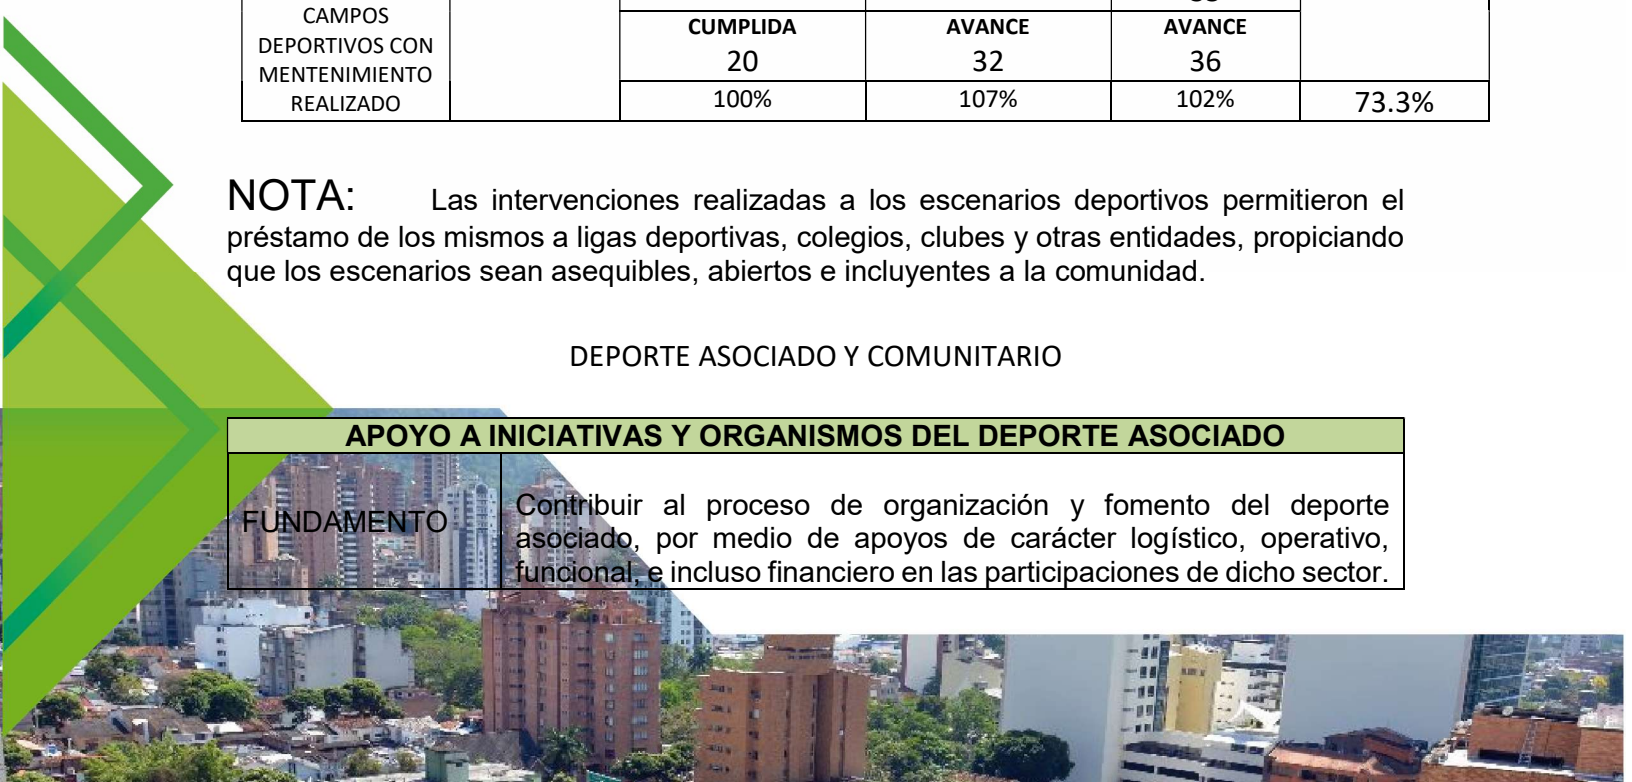 CAMPOS
DEPORTIVOS CON
MENTENIMIENTO
REALIZADO
CUMPLIDA AVANCE AVANCE
20 32 36
100% 107% 102% 73.3%
NOTA: Las intervenciones realizadas a los escenarios deportivos permitieron el
préstamo de los mismos a ligas deportivas, colegios, clubes y otras entidades, propiciando
que los escenarios sean asequibles, abiertos e incluyentes a la comunidad.
DEPORTE ASOCIADO Y COMUNITARIO
APOYO A INICIATIVAS Y ORGANISMOS DEL DEPORTE ASOCIADO
FUNDAMENTO
Contribuir al proceso de organización y fomento del deporte
asociado, por medio de apoyos de carácter logístico, operativo,
funcional, e incluso financiero en las participaciones de dicho sector.